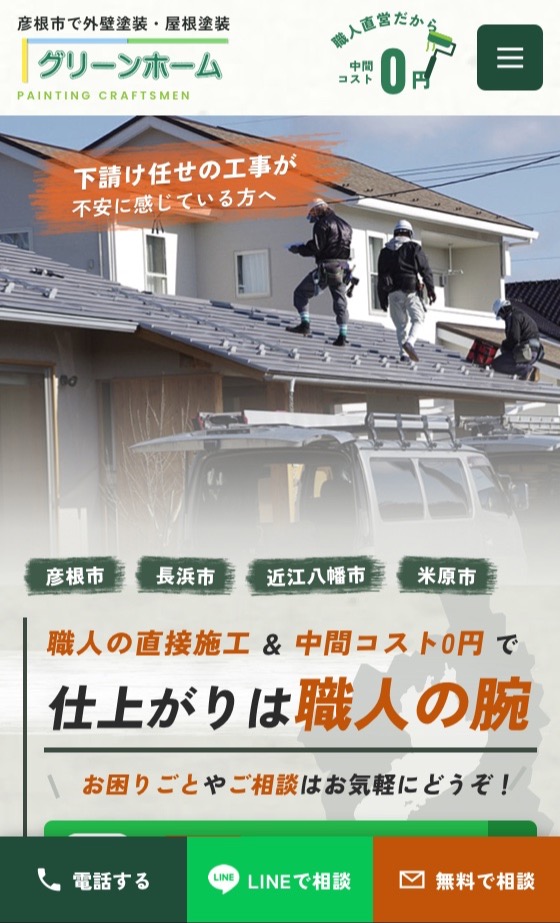 彦根市で外壁塗装・屋根塗装
グリーンホーム
PAINTING CRAFTSMEN
職人直営だから
中間
コスト
0円
下請け任せの工事が
不安に感じている方へ
彦根市
長浜市
近江八幡市
米原市
職人の直接施工 & 中間コスト0円 で
仕上がりは職人の腕
\ お困りごとやご相談はお気軽にどうぞ！ /
電話する
LINE
LINEで相談
無料で相談